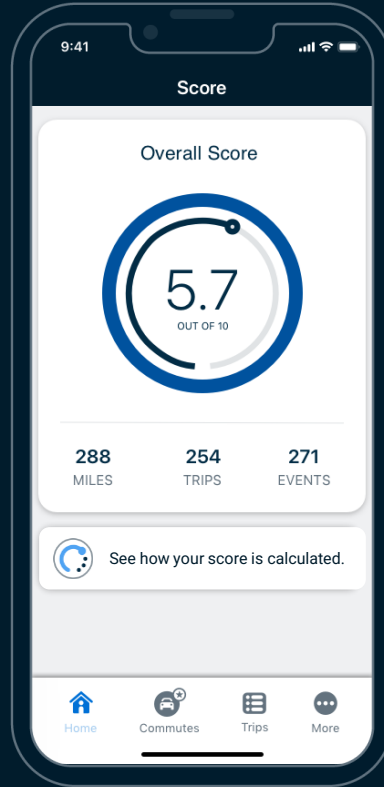 9:41
Score
Overall Score
5.7
OUT OF 10
288 254 271
MILES TRIPS EVENTS
See how your score is calculated.
Home Commutes Trips More